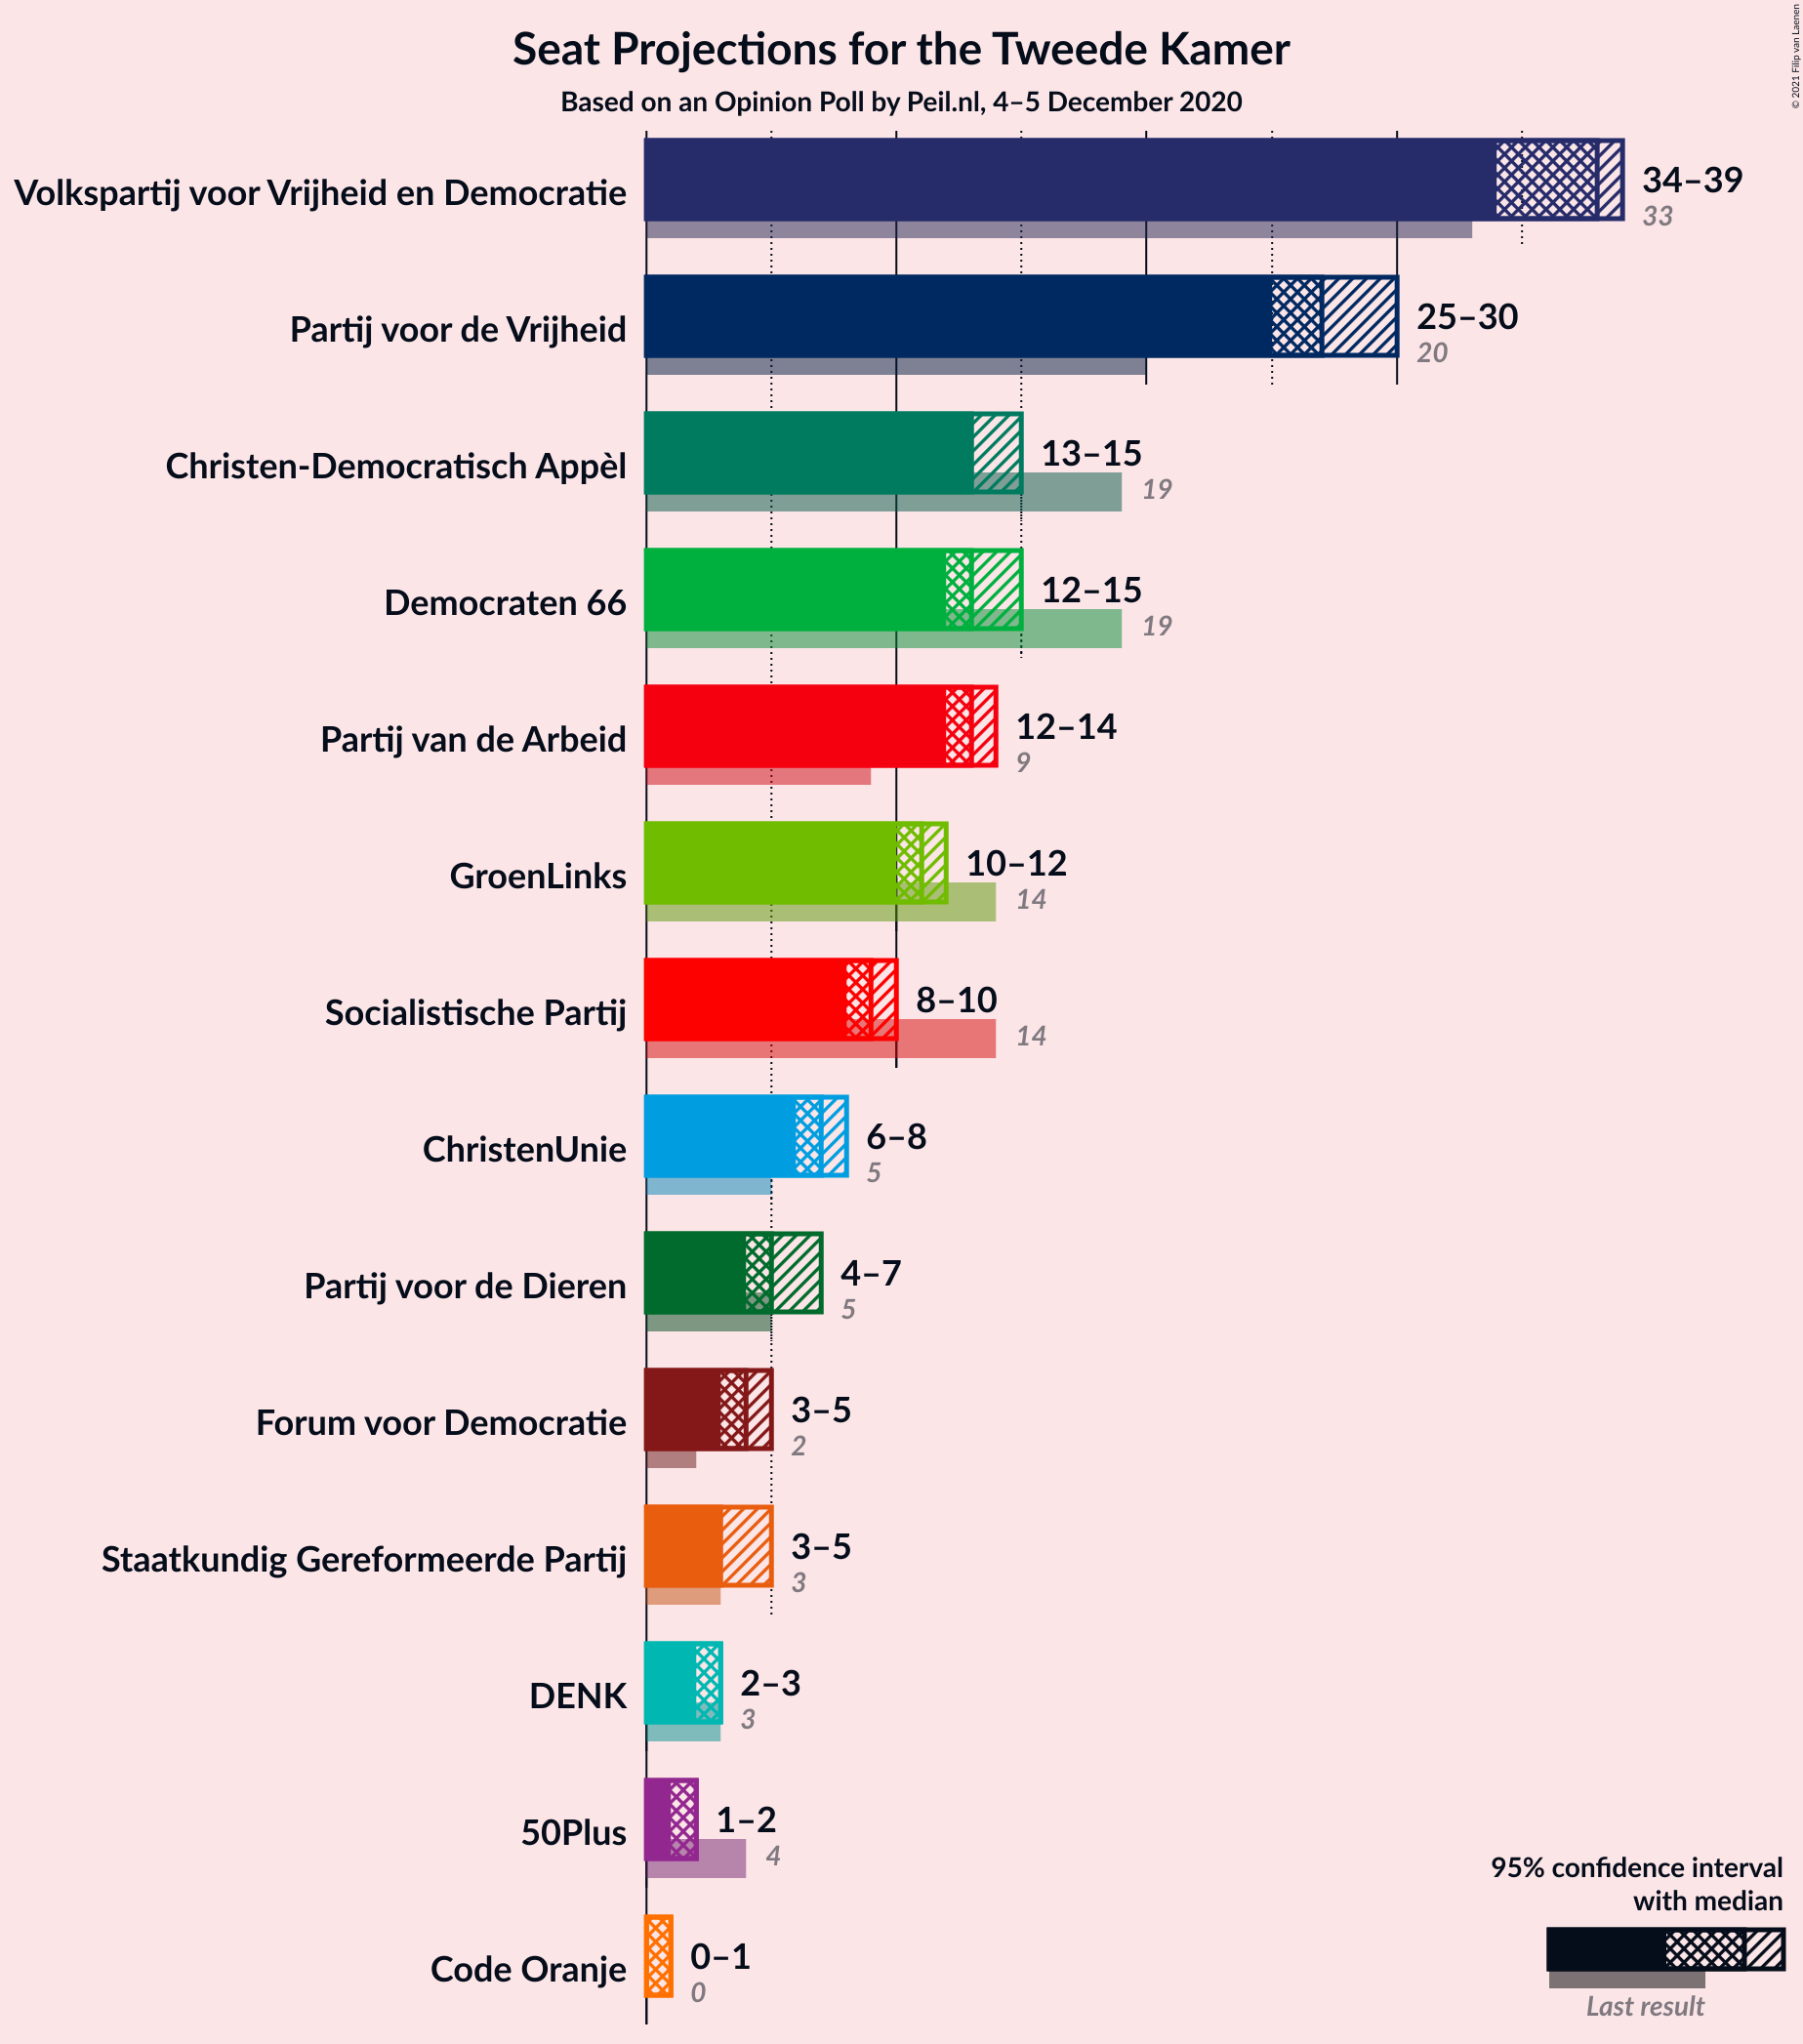 Seat Projections for the Tweede Kamer
Based on an Opinion Poll by Peil.nl, 4–5 December 2020
© 2021 Filip van Laenen
Volkspartij voor Vrijheid en Democratie
34–39
33
Partij voor de Vrijheid
25–30
20
Christen-Democratisch Appèl
13–15
19
Democraten 66
12–15
19
Partij van de Arbeid
12–14
9
GroenLinks
10–12
14
Socialistische Partij
8–10
14
ChristenUnie
6–8
5
Partij voor de Dieren
4–7
5
Forum voor Democratie
3–5
2
Staatkundig Gereformeerde Partij
3–5
3
DENK
2–3
3
50Plus
1–2
4
Code Oranje
0–1
0
95% confidence interval
with median
Last result